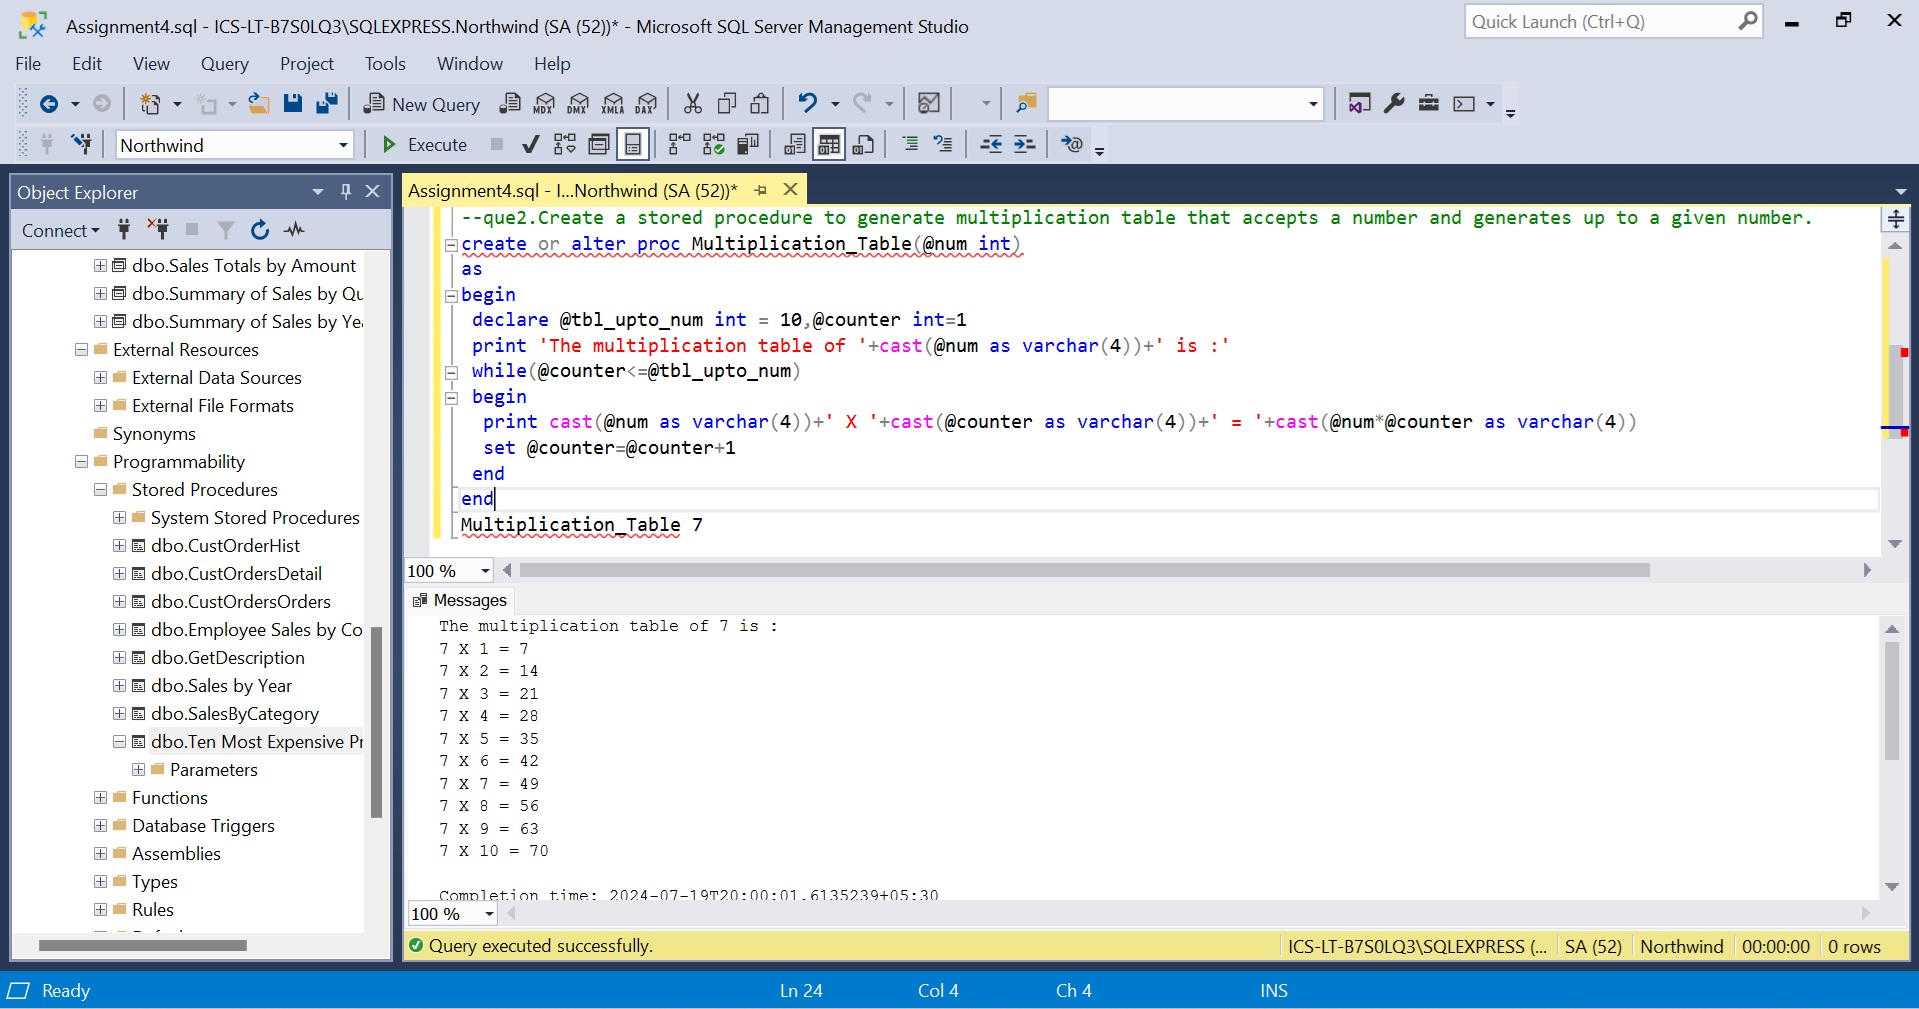 Assignment4.sql - ICS-LT-B7S0LQ3\SQLEXPRESS.Northwind (SA (52))* - Microsoft SQL Server Management Studio
Quick Launch (Ctrl+Q)
File Edit View Query Project Tools Window Help
New Query MDX DMX XMLA DAX
Northwind Execute
Object Explorer
Connect
dbo.Sales Totals by Amount
dbo.Summary of Sales by Qu
dbo.Summary of Sales by Ye
External Resources
External Data Sources
External File Formats
Synonyms
Programmability
Stored Procedures
System Stored Procedures
dbo.CustOrderHist
dbo.CustOrdersDetail
dbo.CustOrdersOrders
dbo.Employee Sales by Co
dbo.GetDescription
dbo.Sales by Year
dbo.SalesByCategory
dbo.Ten Most Expensive Pr
Parameters
Functions
Database Triggers
Assemblies
Types
Rules
Assignment4.sql - I...Northwind (SA (52))*
--que2.Create a stored procedure to generate multiplication table that accepts a number and generates up to a given number.
create or alter proc Multiplication_Table(@num int)
as
begin
declare @tbl_upto_num int = 10,@counter int=1
print 'The multiplication table of '+cast(@num as varchar(4))+' is :'
while(@counter<=@tbl_upto_num)
begin
print cast(@num as varchar(4))+' X '+cast(@counter as varchar(4))+' = '+cast(@num*@counter as varchar(4))
set @counter=@counter+1
end
end
Multiplication_Table 7
100 %
Messages
The multiplication table of 7 is :
7 X 1 = 7
7 X 2 = 14
7 X 3 = 21
7 X 4 = 28
7 X 5 = 35
7 X 6 = 42
7 X 7 = 49
7 X 8 = 56
7 X 9 = 63
7 X 10 = 70
Completion time: 2024-07-19T20:00:01.6135239+05:30
100 %
Query executed successfully. ICS-LT-B7S0LQ3\SQLEXPRESS (... SA (52) Northwind 00:00:00 0 rows
Ready Ln 24 Col 4 Ch 4 INS